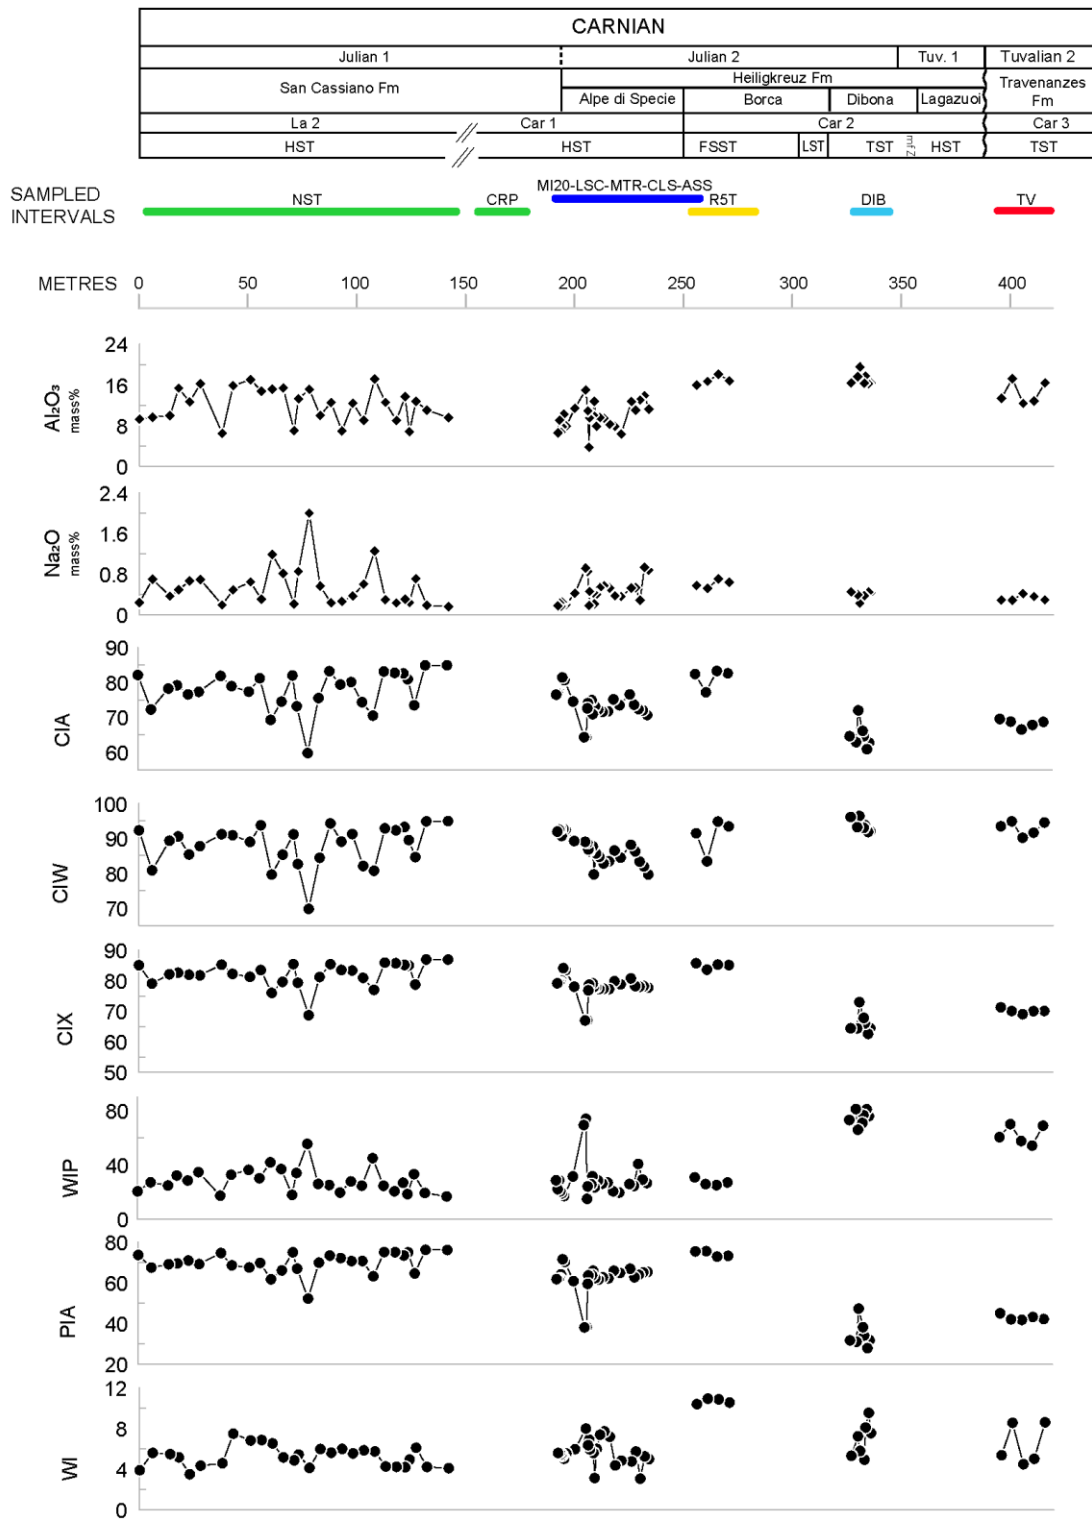 CARNIAN
Julian 1 Julian 2 Tuv. 1 Tuvalian 2
San Cassiano Fm Heiligkreuz Fm Travenanzes Fm
Alpe di Specie Borca Dibona Lagazuoi
La 2 Car 1 Car 2 Car 3
HST HST FSST LST TST mfZ HST TST
SAMPLED INTERVALS
NST CRP MI20-LSC-MTR-CLS-ASS R5T DIB TV
METRES 0 50 100 150 200 250 300 350 400
Al₂O₃ mass%
24
16
8
0
Na₂O mass%
2.4
1.6
0.8
0
CIA
90
80
70
60
CIW
100
90
80
70
CIX
90
80
70
60
50
WIP
80
40
0
PIA
80
60
40
20
WI
12
8
4
0